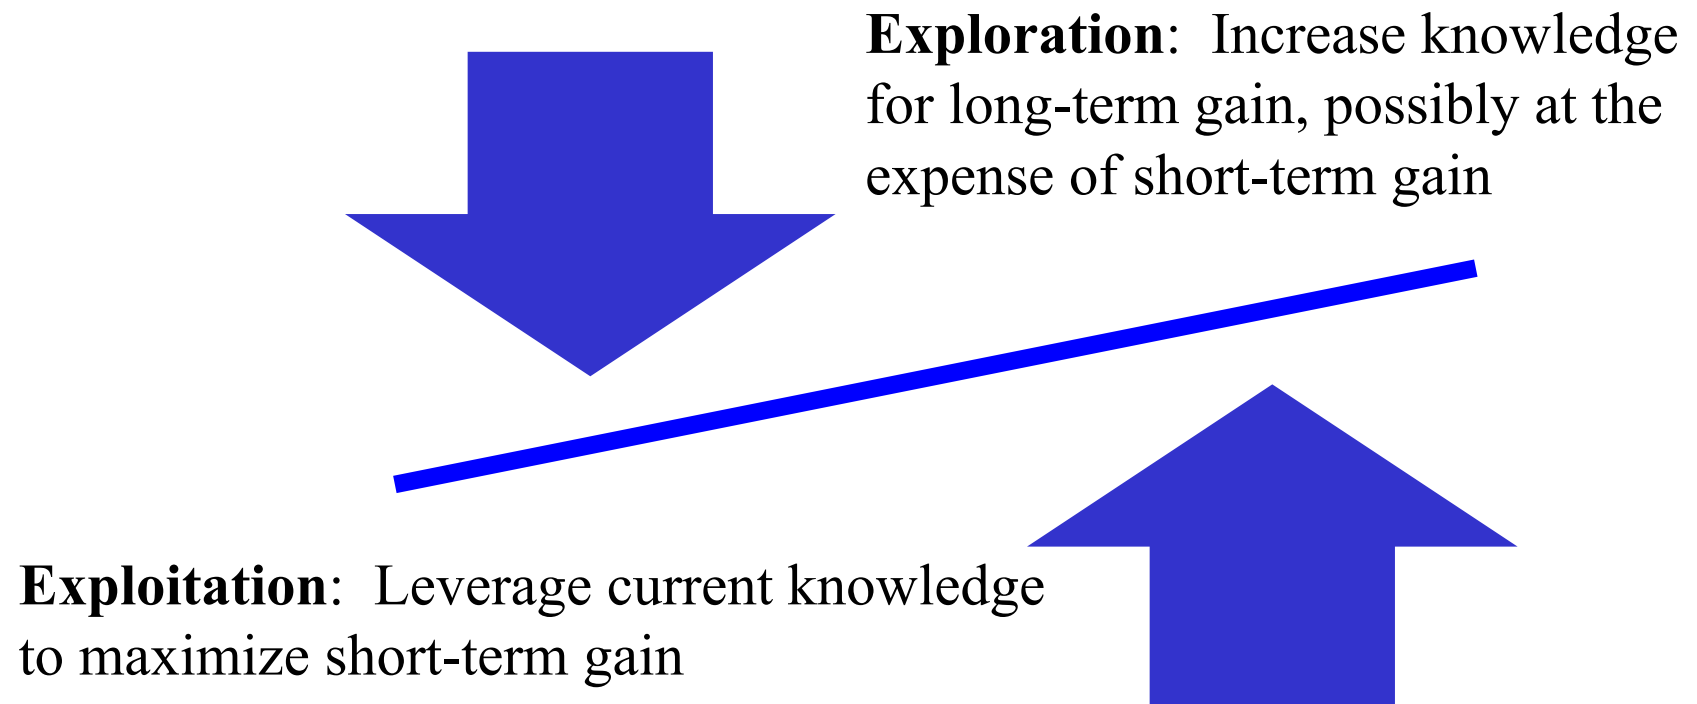 Exploration:  Increase knowledge
for long-term gain, possibly at the
expense of short-term gain
Exploitation:  Leverage current knowledge
to maximize short-term gain